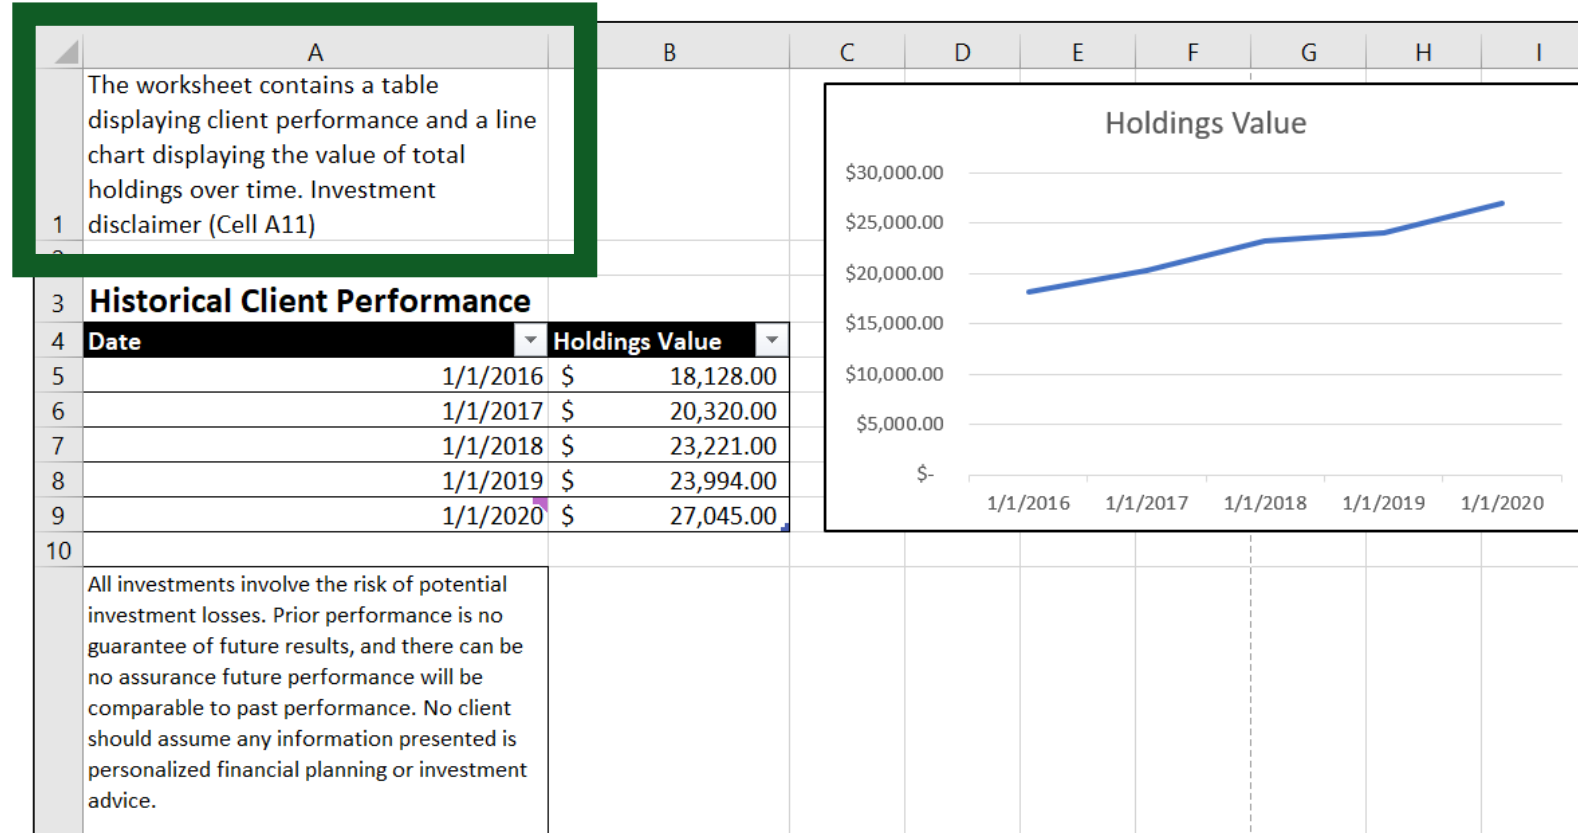 A B C D E F G H I
The worksheet contains a table
displaying client performance and a line
chart displaying the value of total
holdings over time. Investment
1 disclaimer (Cell A11)
3 Historical Client Performance
4 Date Holdings Value
5 1/1/2016 $ 18,128.00
6 1/1/2017 $ 20,320.00
7 1/1/2018 $ 23,221.00
8 1/1/2019 $ 23,994.00
9 1/1/2020 $ 27,045.00
10
All investments involve the risk of potential
investment losses. Prior performance is no
guarantee of future results, and there can be
no assurance future performance will be
comparable to past performance. No client
should assume any information presented is
personalized financial planning or investment
advice.
Holdings Value
$30,000.00
$25,000.00
$20,000.00
$15,000.00
$10,000.00
$5,000.00
$-
1/1/2016 1/1/2017 1/1/2018 1/1/2019 1/1/2020